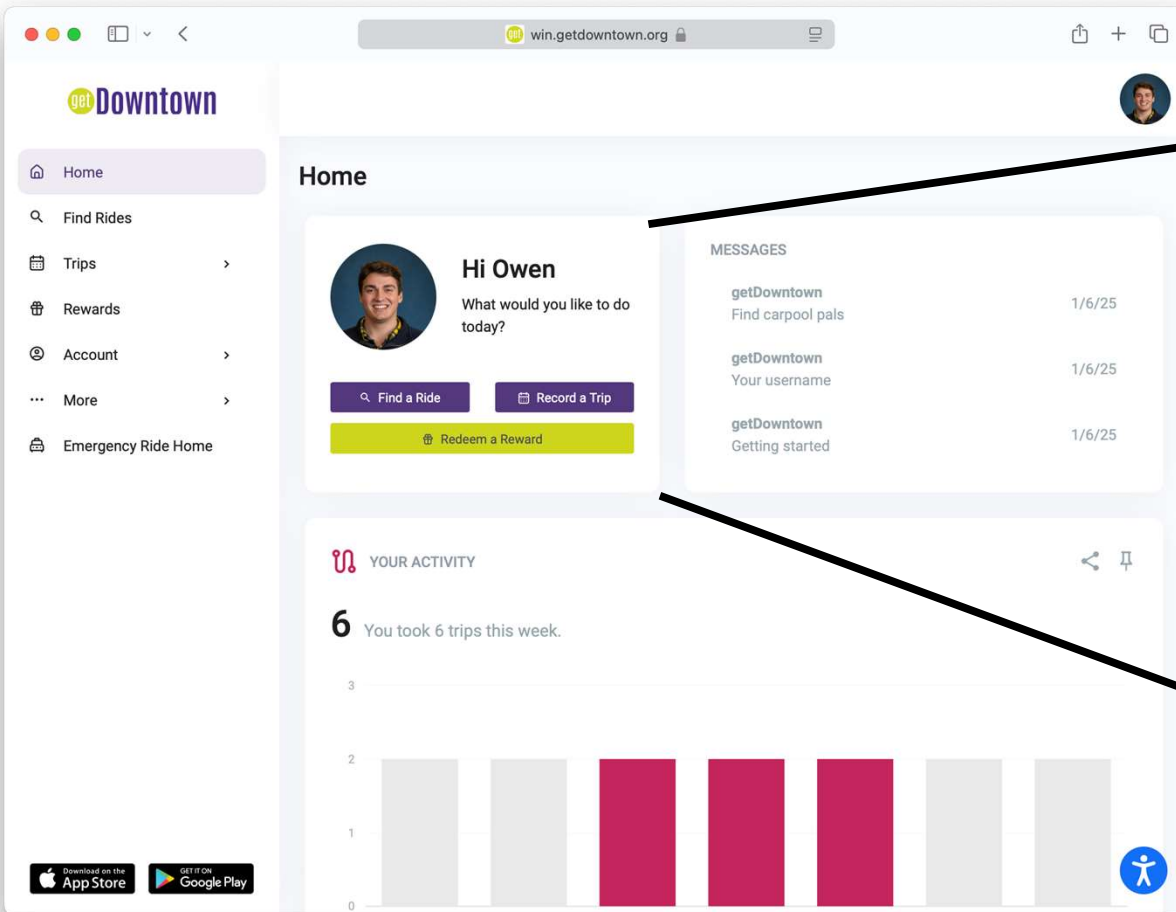 win.getdowntown.org
get Downtown
Home
Find Rides
Trips
Rewards
Account
More
Emergency Ride Home
Download on the
App Store
GET IT ON
Google Play
Home
Hi Owen
What would you like to do
today?
Find a Ride
Record a Trip
Redeem a Reward
MESSAGES
getDowntown
Find carpool pals
1/6/25
getDowntown
Your username
1/6/25
getDowntown
Getting started
1/6/25
YOUR ACTIVITY
6 You took 6 trips this week.
3
2
1
0